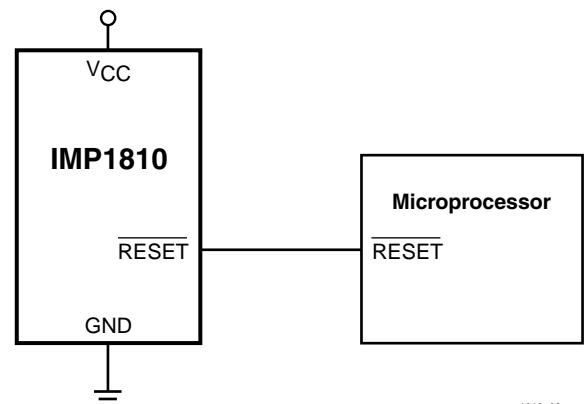 VCC
IMP1810
Microprocessor
RESET
RESET
GND